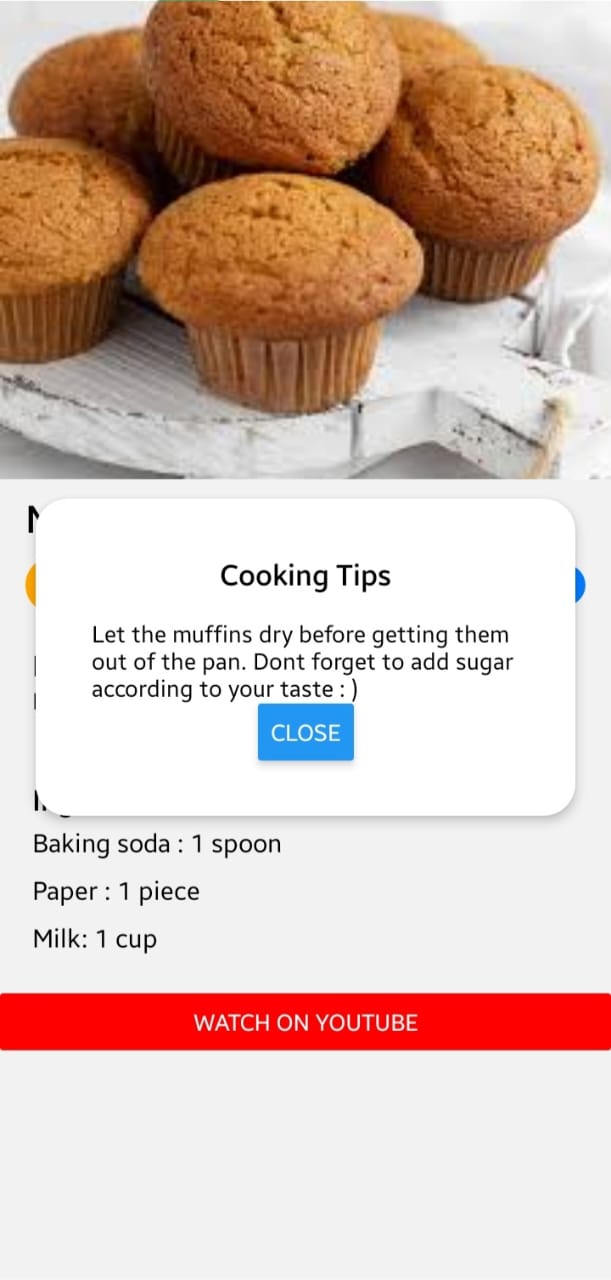 Cooking Tips
Let the muffins dry before getting them
out of the pan. Dont forget to add sugar
according to your taste : )
CLOSE
Baking soda : 1 spoon
Paper : 1 piece
Milk: 1 cup
WATCH ON YOUTUBE